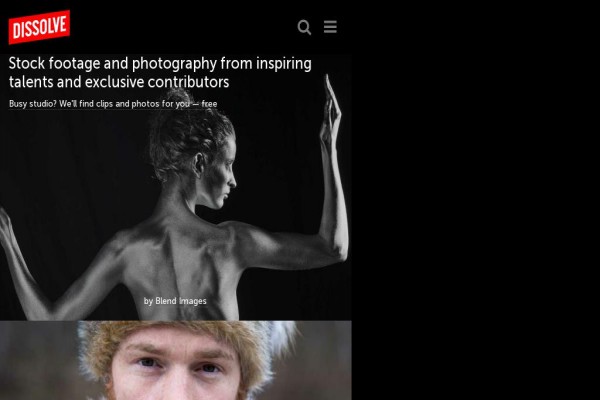 DISSOLVE
Stock footage and photography from inspiring
talents and exclusive contributors
Busy studio? We'll find clips and photos for you — free
by Blend Images